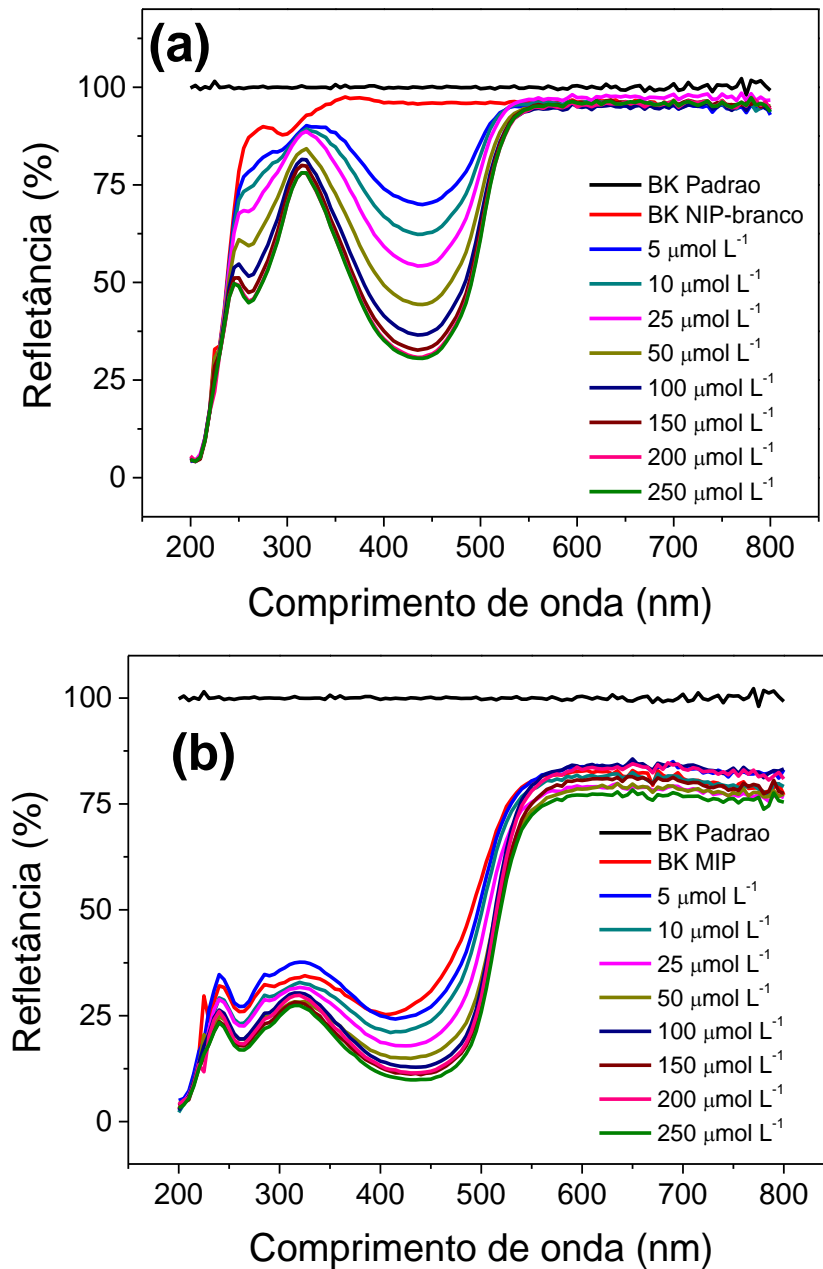 (a)
100
75
50
25
0
Refletância (%)
BK Padrao
BK NIP-branco
5 μmol L⁻¹
10 μmol L⁻¹
25 μmol L⁻¹
50 μmol L⁻¹
100 μmol L⁻¹
150 μmol L⁻¹
200 μmol L⁻¹
250 μmol L⁻¹
200 300 400 500 600 700 800
Comprimento de onda (nm)
(b)
100
75
50
25
0
Refletância (%)
BK Padrao
BK MIP
5 μmol L⁻¹
10 μmol L⁻¹
25 μmol L⁻¹
50 μmol L⁻¹
100 μmol L⁻¹
150 μmol L⁻¹
200 μmol L⁻¹
250 μmol L⁻¹
200 300 400 500 600 700 800
Comprimento de onda (nm)